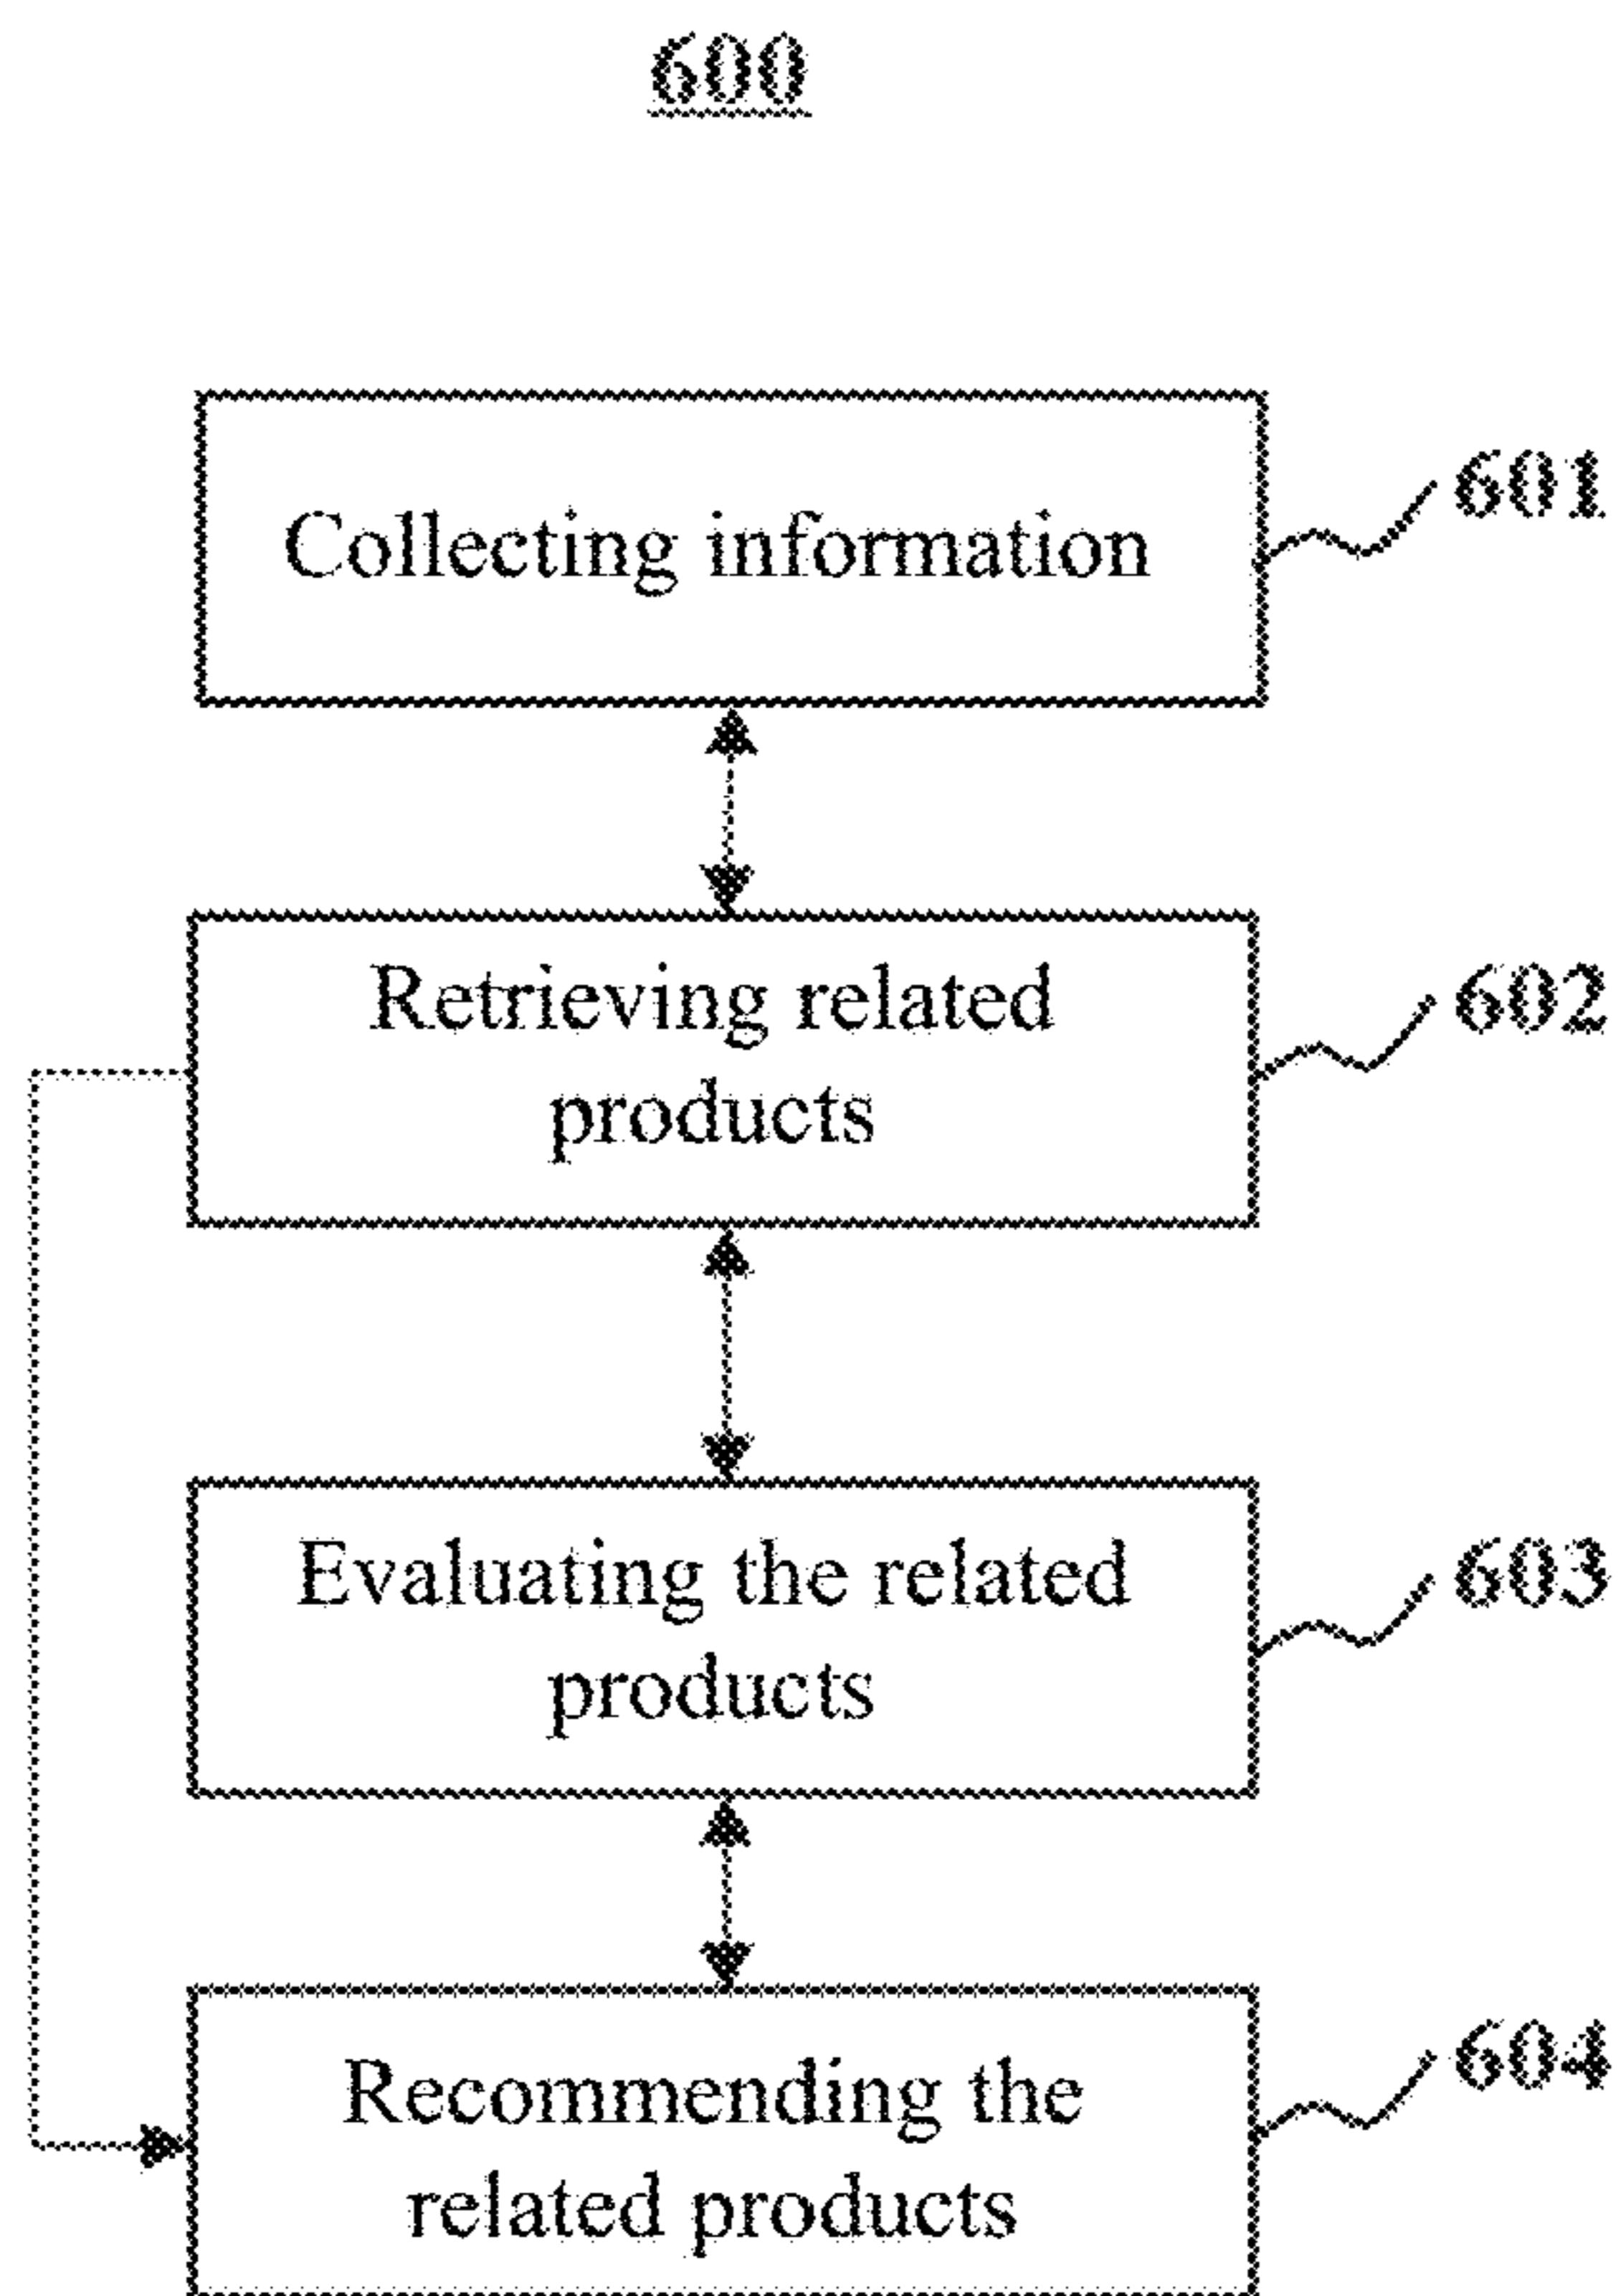 600
Collecting information
601
Retrieving related
products
602
Evaluating the related
products
603
Recommending the
related products
604